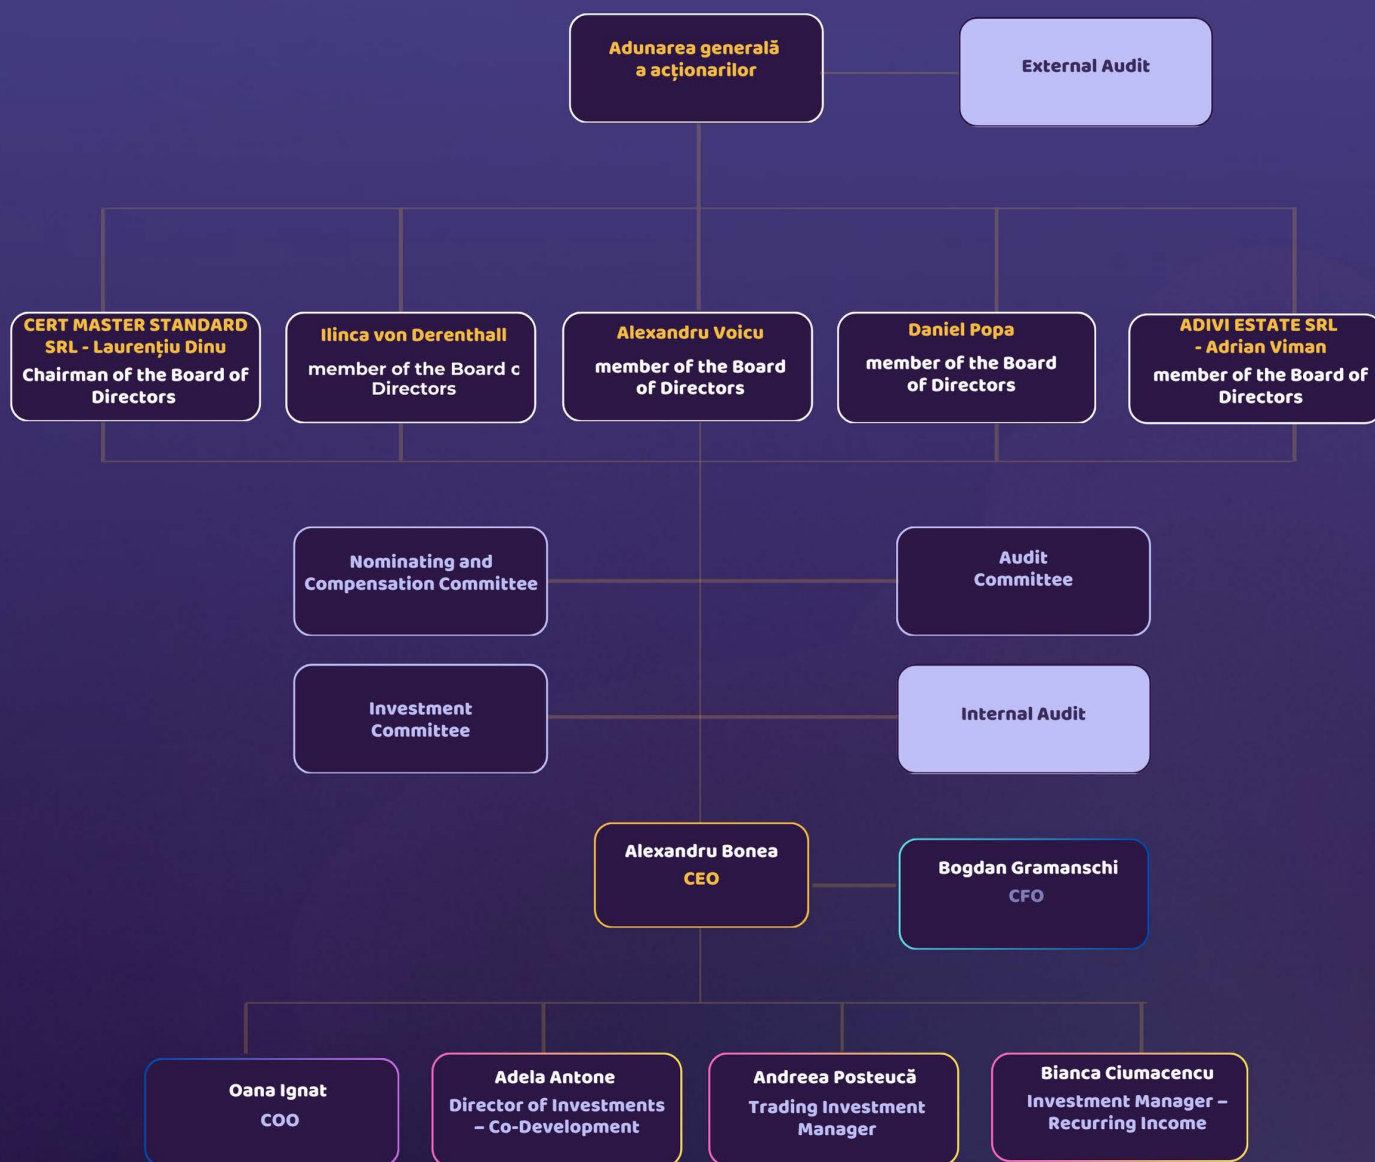 Adunarea generală
a acționarilor
External Audit
CERT MASTER STANDARD
SRL - Laurențiu Dinu
Chairman of the Board of
Directors
Ilinca von Derenthall
member of the Board c
Directors
Alexandru Voicu
member of the Board
of Directors
Daniel Popa
member of the Board
of Directors
ADIVI ESTATE SRL
- Adrian Viman
member of the Board of
Directors
Nominating and
Compensation Committee
Audit
Committee
Investment
Committee
Internal Audit
Alexandru Bonea
CEO
Bogdan Gramanschi
CFO
Oana Ignat
COO
Adela Antone
Director of Investments
– Co-Development
Andreea Posteucă
Trading Investment
Manager
Bianca Ciumacencu
Investment Manager –
Recurring Income